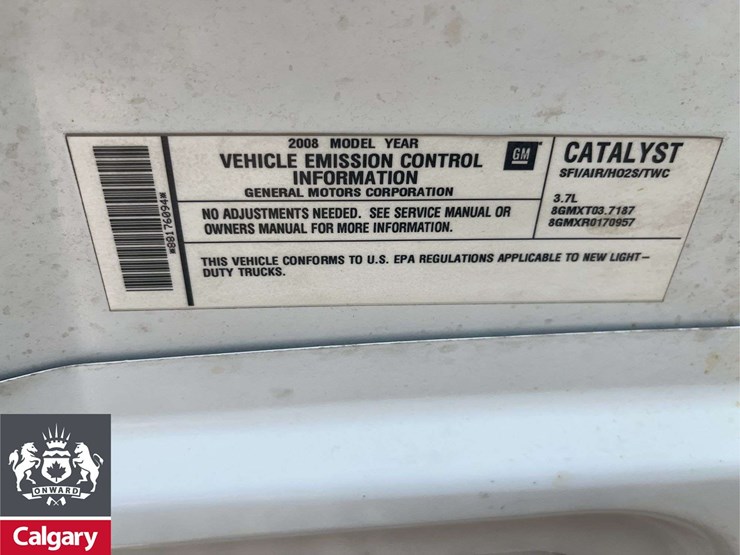 *88176094*
2008 MODEL YEAR
VEHICLE EMISSION CONTROL
INFORMATION
GENERAL MOTORS CORPORATION
GM
NO ADJUSTMENTS NEEDED. SEE SERVICE MANUAL OR
OWNERS MANUAL FOR MORE INFORMATION.
CATALYST
SFI/AIR/HO2S/TWC
3.7L
8GMXT03.7187
8GMXR0170957
THIS VEHICLE CONFORMS TO U.S. EPA REGULATIONS APPLICABLE TO NEW LIGHT-
DUTY TRUCKS.
ONWARD
Calgary